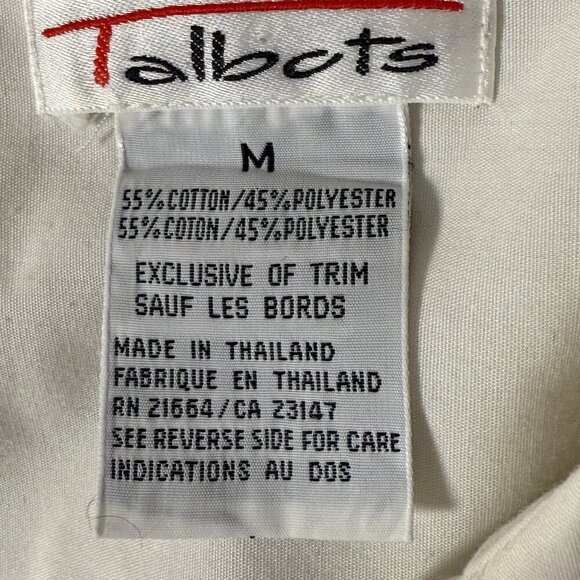 Talbots
M
55% COTTON/45% POLYESTER
55% COTON/45% POLYESTER
EXCLUSIVE OF TRIM
SAUF LES BORDS
MADE IN THAILAND
FABRIQUE EN THAILAND
RN 21664/CA 23147
SEE REVERSE SIDE FOR CARE
INDICATIONS AU DOS